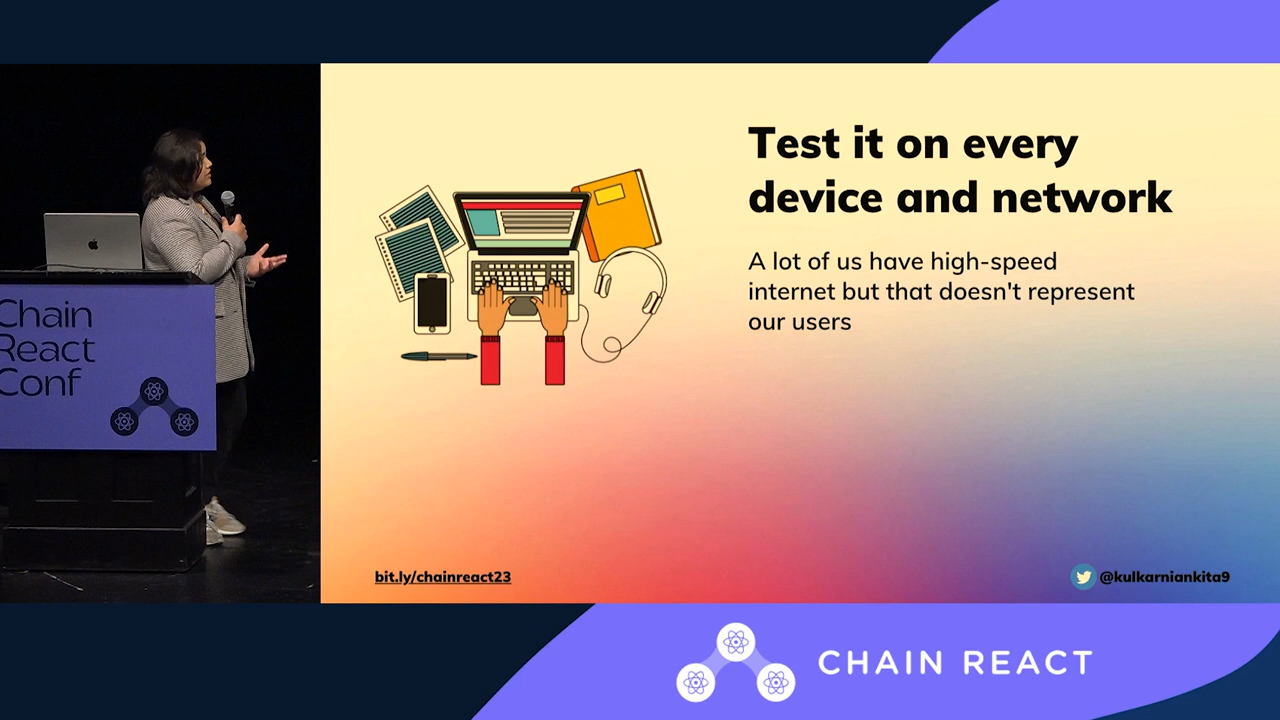 Test it on every
device and network
A lot of us have high-speed
internet but that doesn't represent
our users
Chain
React
Conf
bit.ly/chainreact23
@kulkarniankita9
CHAIN REACT